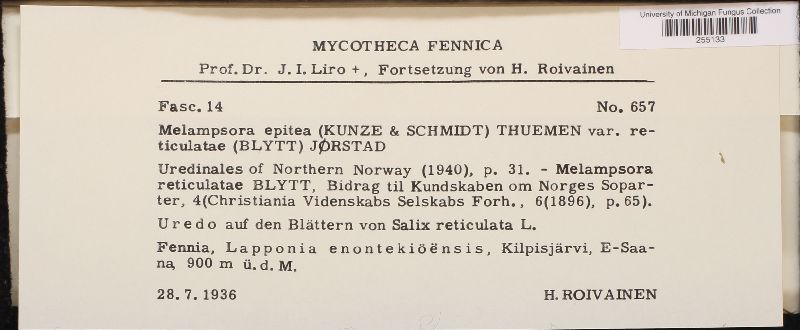 University of Michigan Fungus Collection
255133
MYCOTHECA FENNICA
Prof. Dr. J. I. Liro +, Fortsetzung von H. Roivainen
Fasc. 14 No. 657
Melampsora epitea (KUNZE & SCHMIDT) THUEMEN var. re-
ticulatae (BLYTT) JØRSTAD
Uredinales of Northern Norway (1940), p. 31. - Melampsora
reticulatae BLYTT, Bidrag til Kundskaben om Norges Sopar-
ter, 4(Christiania Videnskabs Selskabs Forh., 6(1896), p. 65).
Uredo auf den Blättern von Salix reticulata L.
Fennia, Lapponia enontekiöënsis, Kilpisjärvi, E-Saa-
na, 900 m ü. d. M.
28. 7. 1936 H. ROIVAINEN